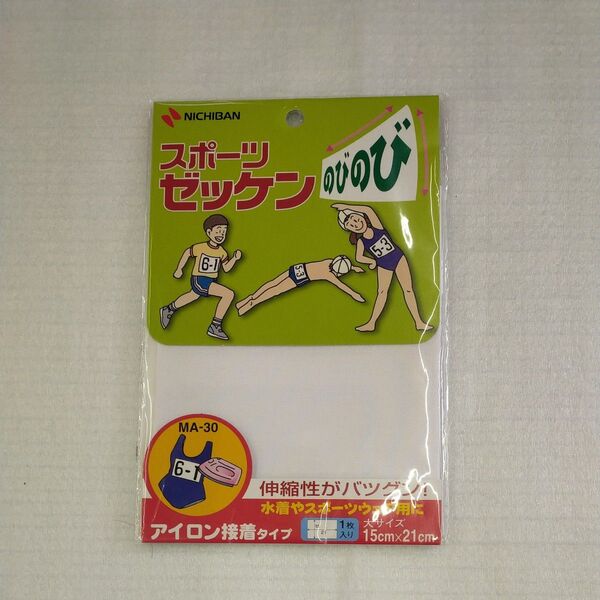 NICHIBAN
スポーツ
ゼッケン
のびのび
6-1
5-3
5-3
MA-30
6-1
伸縮性がバツグン!
水着やスポーツウェア用に
アイロン接着タイプ
1枚
入り
大サイズ
15cm×21cm